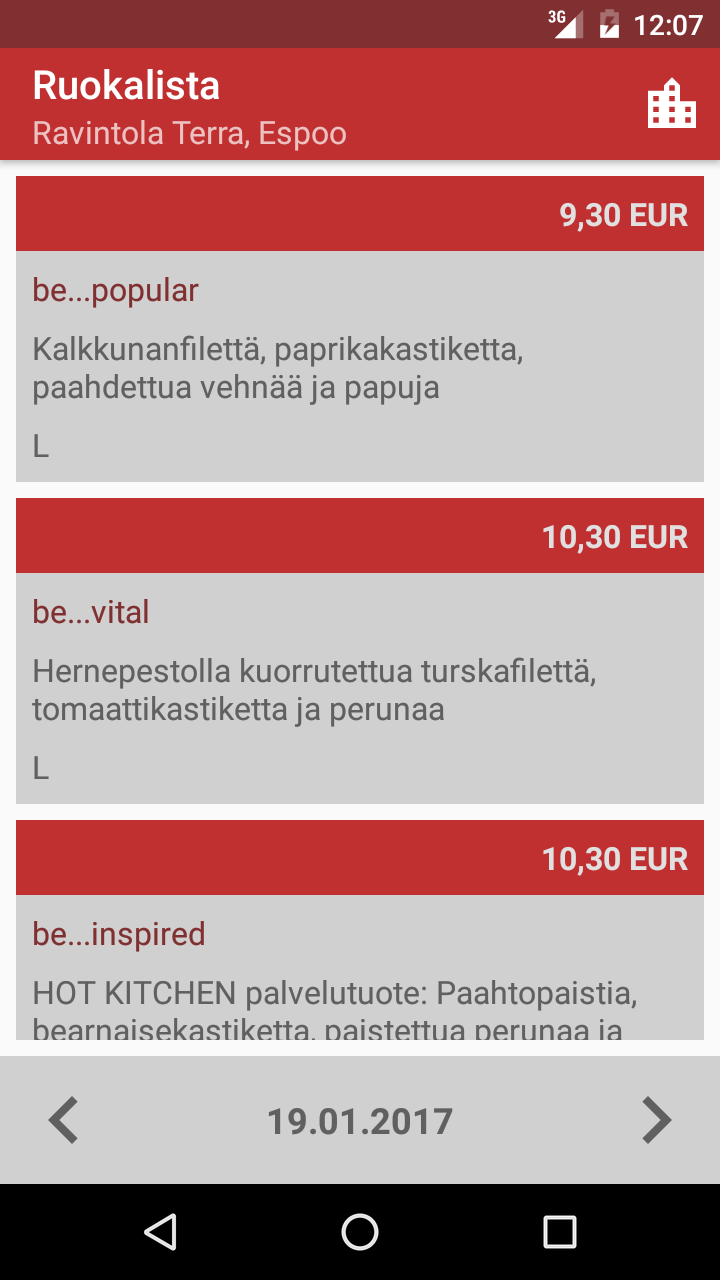 3G 12:07
Ruokalista
Ravintola Terra, Espoo
9,30 EUR
be...popular
Kalkkunanfilettä, paprikakastiketta,
paahdettua vehnää ja papuja
L
10,30 EUR
be...vital
Hernepestolla kuorrutettua turskafilettä,
tomaattikastiketta ja perunaa
L
10,30 EUR
be...inspired
HOT KITCHEN palvelutuote: Paahtopaistia,
bearnaisekastiketta, paistettua perunaa ja
19.01.2017